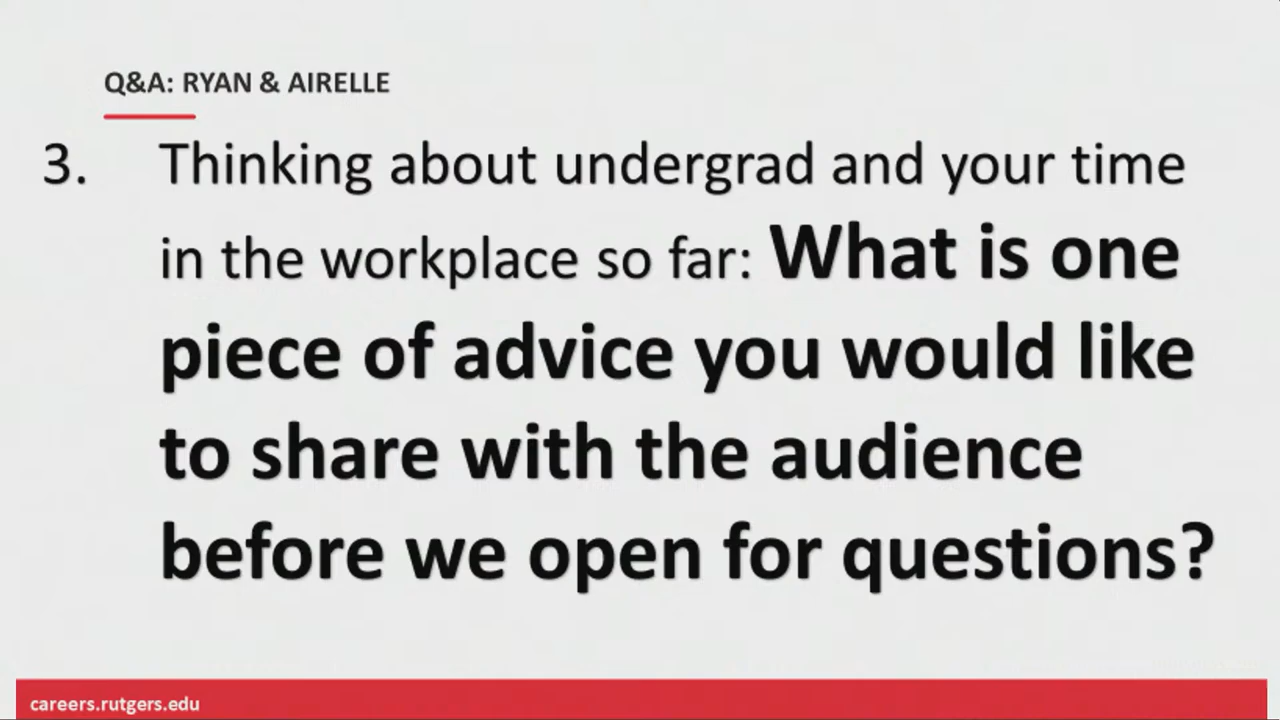 Q&A: RYAN & AIRELLE
3. Thinking about undergrad and your time
in the workplace so far: What is one
piece of advice you would like
to share with the audience
before we open for questions?
careers.rutgers.edu